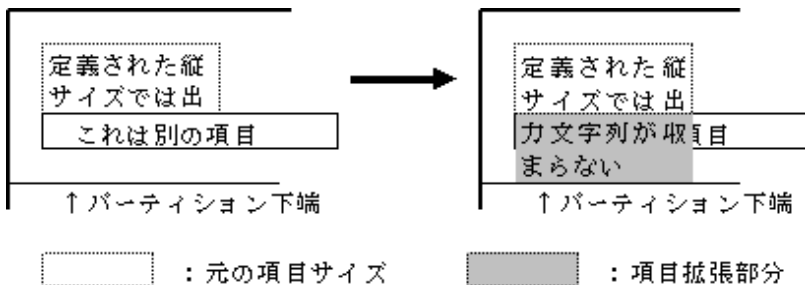 定義された縦
サイズでは出
これは別の項目
↑パーティション下端
定義された縦
サイズでは出
力文字列が収
項目
まらない
↑パーティション下端
：元の項目サイズ
：項目拡張部分